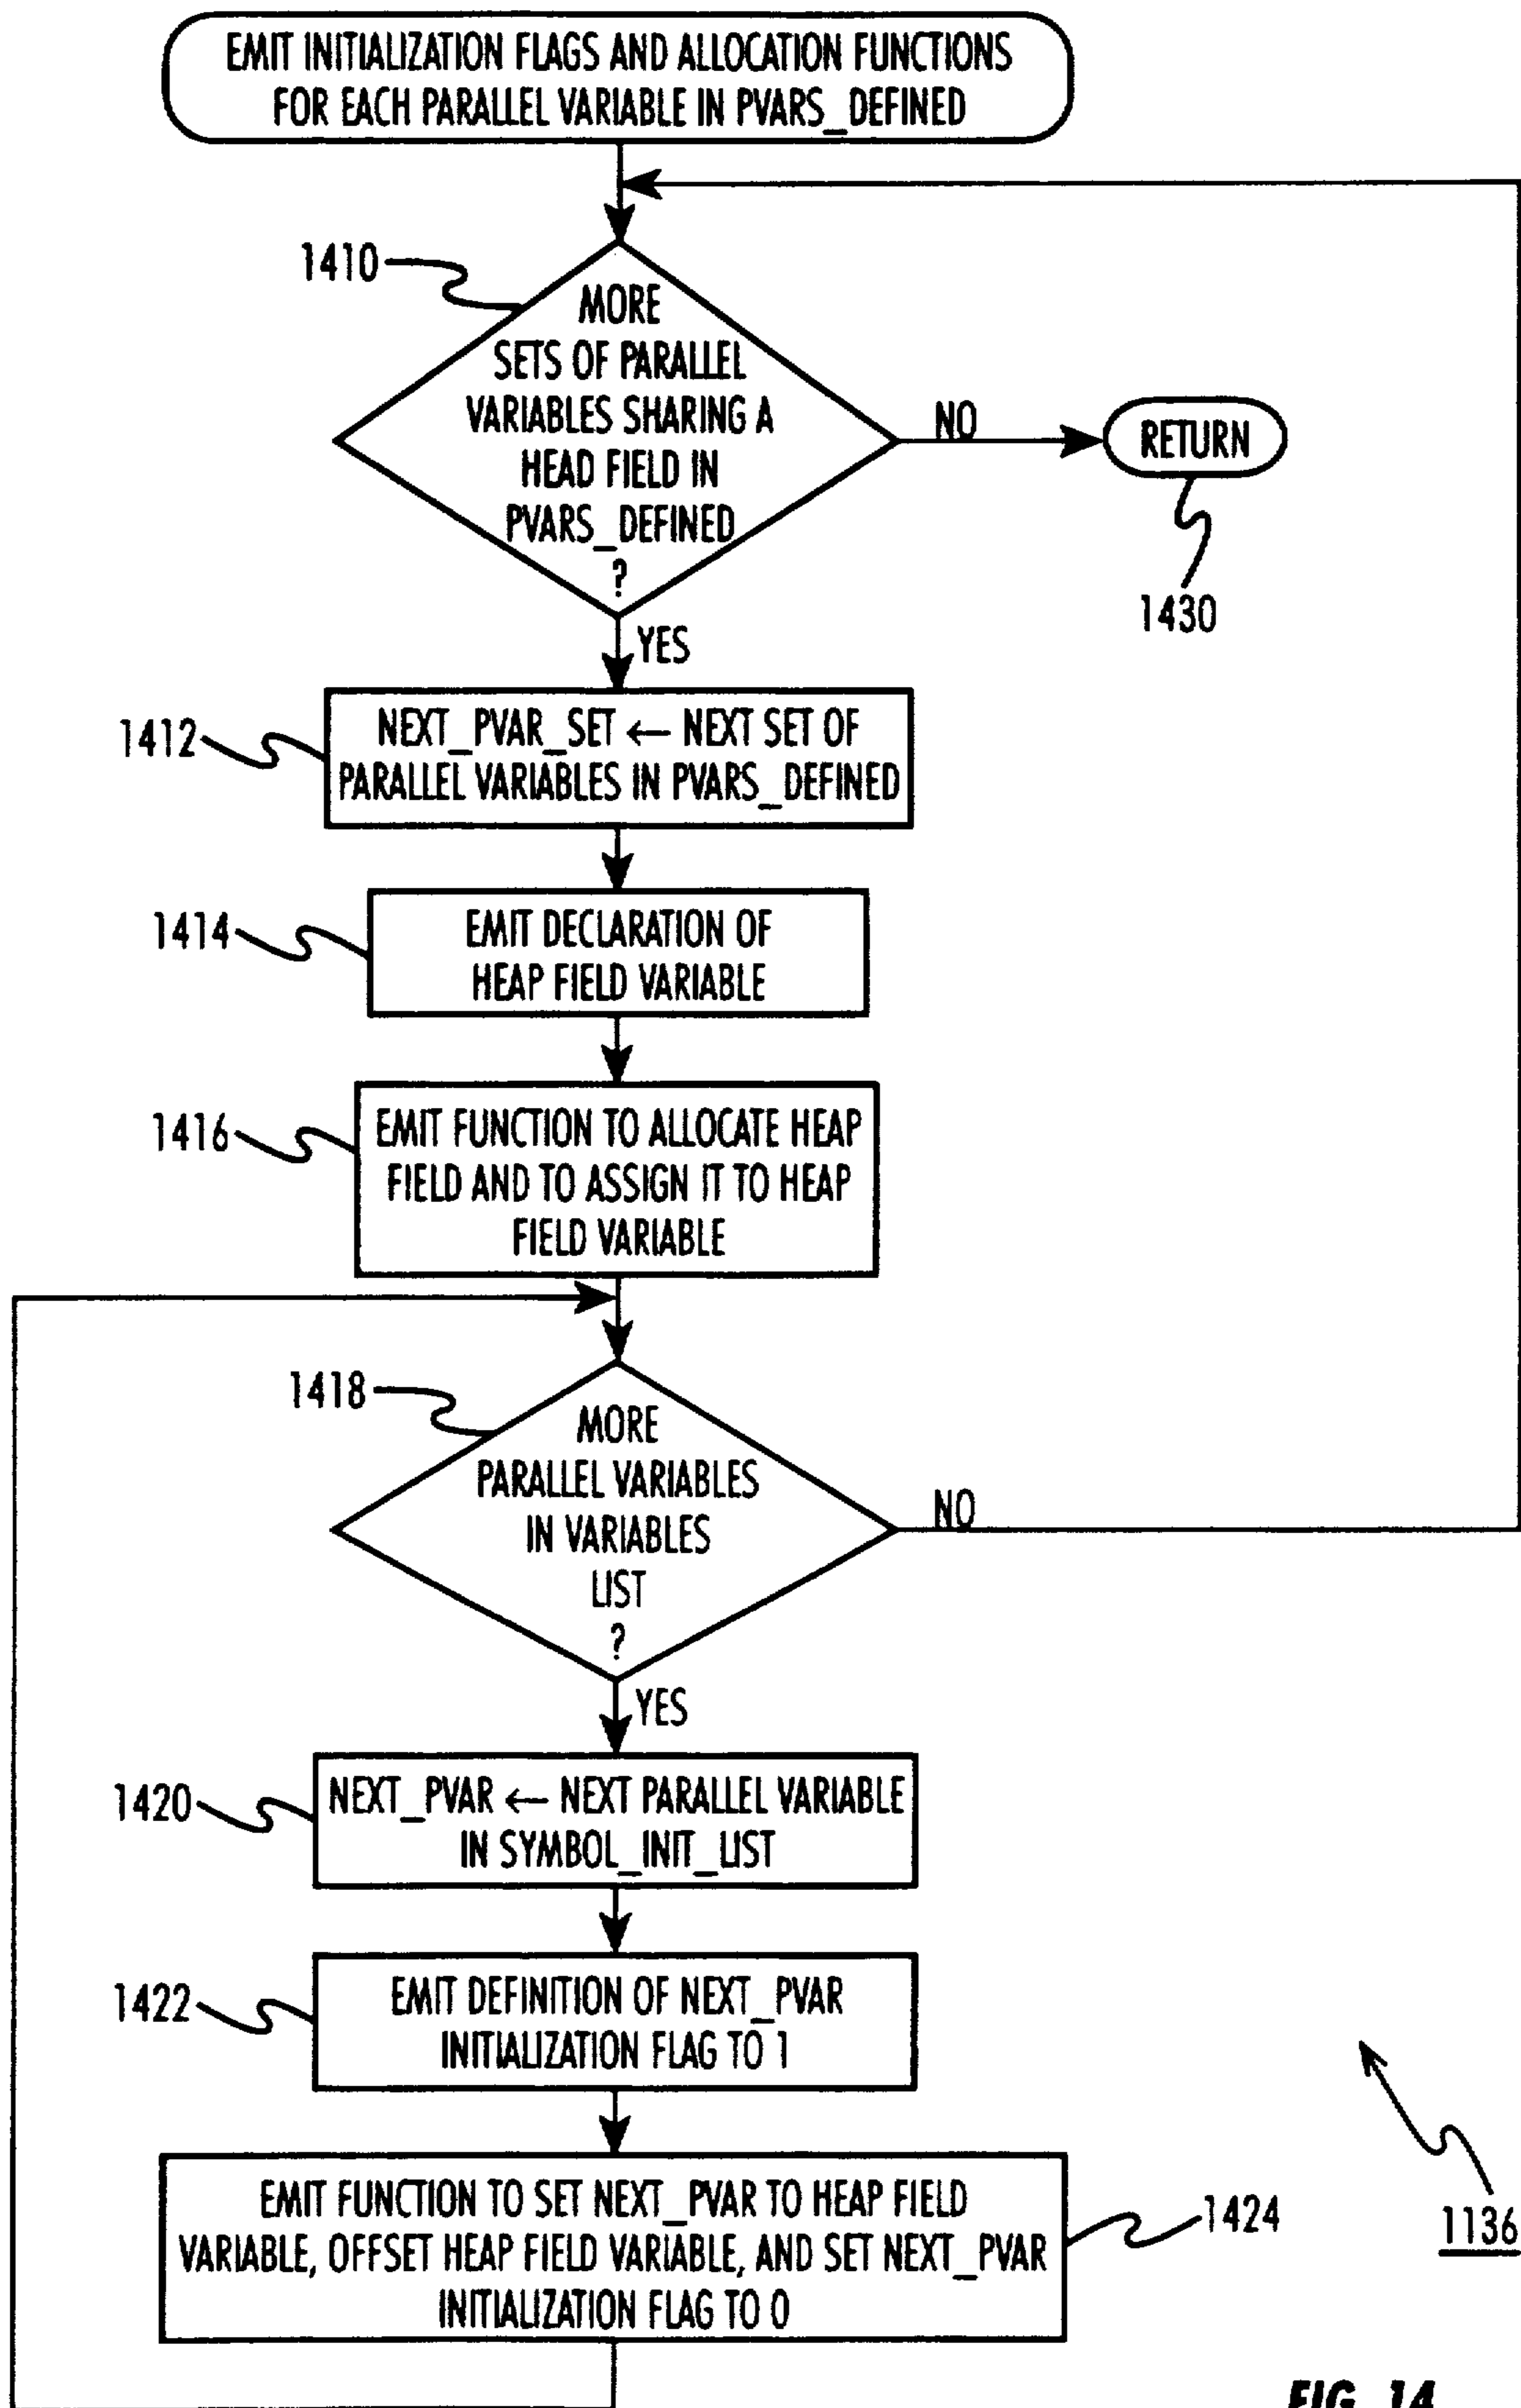 EMIT INITIALIZATION FLAGS AND ALLOCATION FUNCTIONS
FOR EACH PARALLEL VARIABLE IN PVARS_DEFINED
1410
MORE
SETS OF PARALLEL
VARIABLES SHARING A
HEAD FIELD IN
PVARS_DEFINED
?
NO
RETURN
1430
YES
1412
NEXT_PVAR_SET ← NEXT SET OF
PARALLEL VARIABLES IN PVARS_DEFINED
1414
EMIT DECLARATION OF
HEAP FIELD VARIABLE
1416
EMIT FUNCTION TO ALLOCATE HEAP
FIELD AND TO ASSIGN IT TO HEAP
FIELD VARIABLE
1418
MORE
PARALLEL VARIABLES
IN VARIABLES
LIST
?
NO
YES
1420
NEXT_PVAR ← NEXT PARALLEL VARIABLE
IN SYMBOL_INIT_LIST
1422
EMIT DEFINITION OF NEXT_PVAR
INITIALIZATION FLAG TO 1
EMIT FUNCTION TO SET NEXT_PVAR TO HEAP FIELD
VARIABLE, OFFSET HEAP FIELD VARIABLE, AND SET NEXT_PVAR
INITIALIZATION FLAG TO 0
1424
1136
FIG. 14